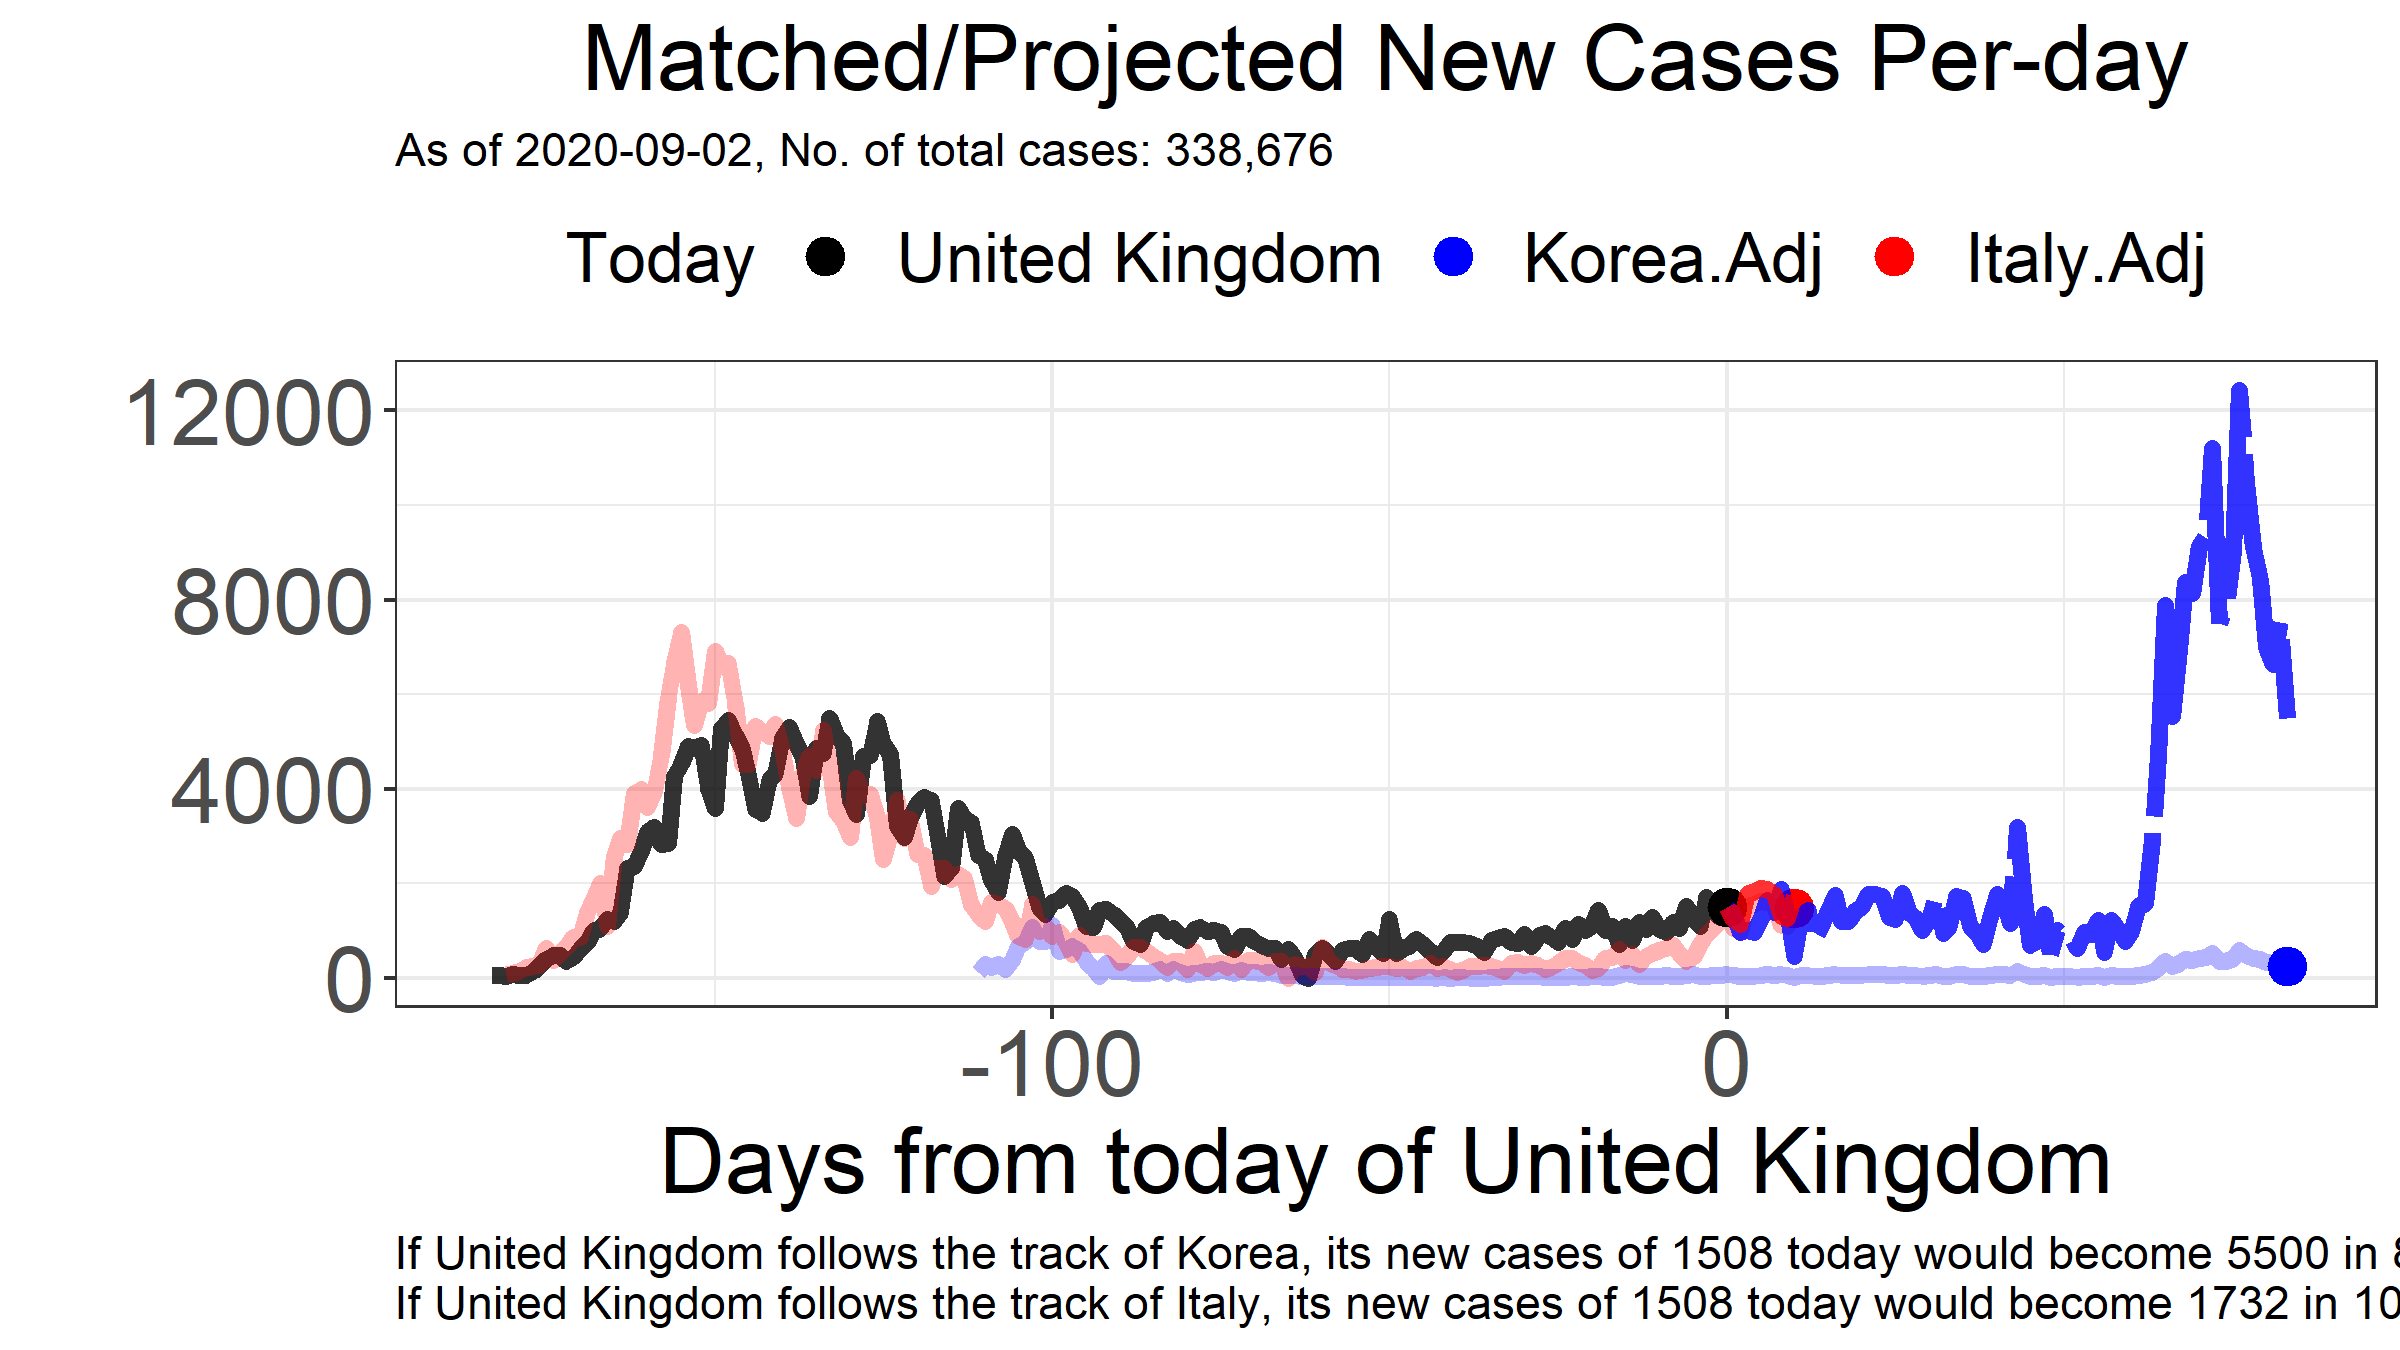 Matched/Projected New Cases Per-day
As of 2020-09-02, No. of total cases: 338,676
Today United Kingdom Korea.Adj Italy.Adj
12000
8000
4000
0
-100 0
Days from today of United Kingdom
If United Kingdom follows the track of Korea, its new cases of 1508 today would become 5500 in
If United Kingdom follows the track of Italy, its new cases of 1508 today would become 1732 in 10